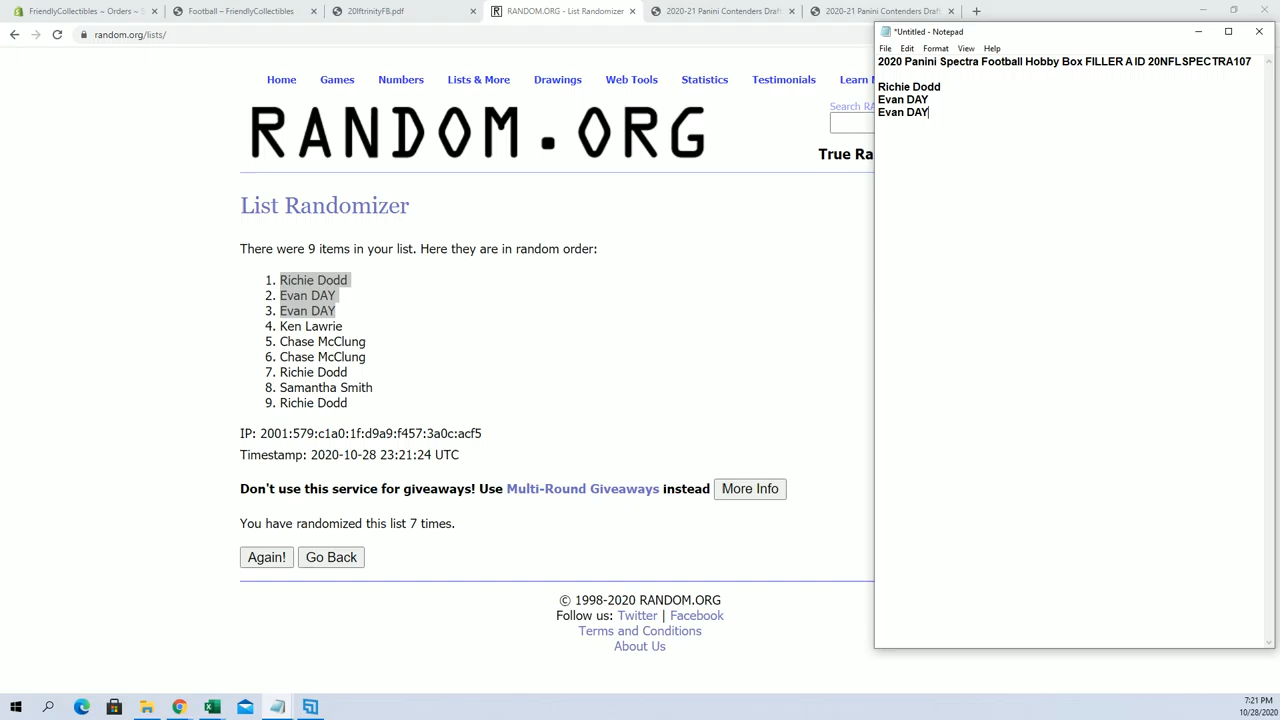 FriendlyCollectibles ~ Orders ~ S
Football – FriendlyCollectibles
20lftrinityFB.pdf
RANDOM.ORG - List Randomizer
2020-21 Panini Contenders Draft
2020-21 Panini Contenders Draft
random.org/lists/
*Untitled - Notepad
File Edit Format View Help
2020 Panini Spectra Football Hobby Box FILLER A ID 20NFLSPECTRA107
Richie Dodd
Evan DAY
Evan DAY
Home Games Numbers Lists & More Drawings Web Tools Statistics Testimonials Learn
Search RA
RANDOM.ORG
True Ra
List Randomizer
There were 9 items in your list. Here they are in random order:
1. Richie Dodd
2. Evan DAY
3. Evan DAY
4. Ken Lawrie
5. Chase McClung
6. Chase McClung
7. Richie Dodd
8. Samantha Smith
9. Richie Dodd
IP: 2001:579:c1a0:1f:d9a9:f457:3a0c:acf5
Timestamp: 2020-10-28 23:21:24 UTC
Don't use this service for giveaways! Use Multi-Round Giveaways instead More Info
You have randomized this list 7 times.
Again! Go Back
© 1998-2020 RANDOM.ORG
Follow us: Twitter | Facebook
Terms and Conditions
About Us
7:21 PM
10/28/2020